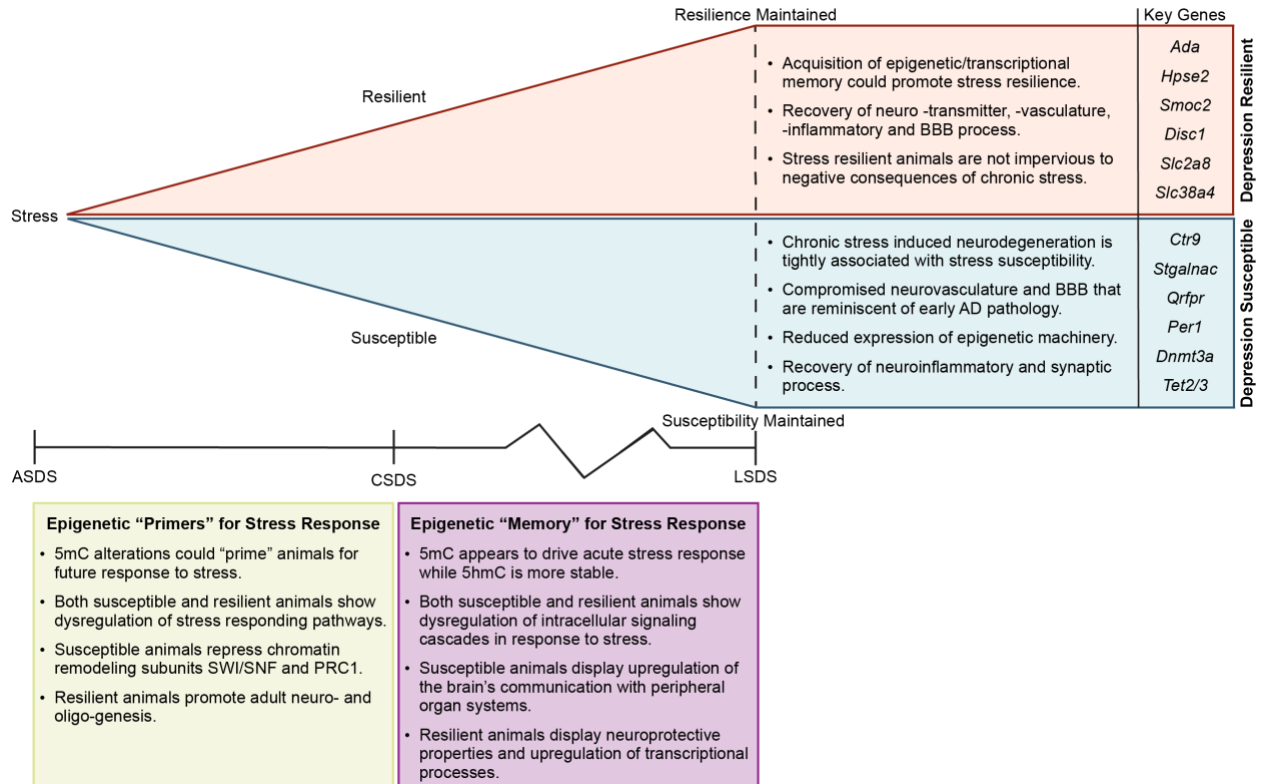 Resilience Maintained
Key Genes
Resilient
Stress
• Acquisition of epigenetic/transcriptional
memory could promote stress resilience.
• Recovery of neuro -transmitter, -vasculature,
-inflammatory and BBB process.
• Stress resilient animals are not impervious to
negative consequences of chronic stress.
Ada
Hpse2
Smoc2
Disc1
Slc2a8
Slc38a4
Depression Resilient
Susceptible
• Chronic stress induced neurodegeneration is
tightly associated with stress susceptibility.
• Compromised neurovasculature and BBB that
are reminiscent of early AD pathology.
• Reduced expression of epigenetic machinery.
• Recovery of neuroinflammatory and synaptic
process.
Ctr9
Stgalnac
Qrfpr
Per1
Dnmt3a
Tet2/3
Depression Susceptible
Susceptibility Maintained
ASDS
CSDS
LSDS
Epigenetic “Primers” for Stress Response
• 5mC alterations could “prime” animals for
future response to stress.
• Both susceptible and resilient animals show
dysregulation of stress responding pathways.
• Susceptible animals repress chromatin
remodeling subunits SWI/SNF and PRC1.
• Resilient animals promote adult neuro- and
oligo-genesis.
Epigenetic “Memory” for Stress Response
• 5mC appears to drive acute stress response
while 5hmC is more stable.
• Both susceptible and resilient animals show
dysregulation of intracellular signaling
cascades in response to stress.
• Susceptible animals display upregulation of
the brain’s communication with peripheral
organ systems.
• Resilient animals display neuroprotective
properties and upregulation of transcriptional
processes.